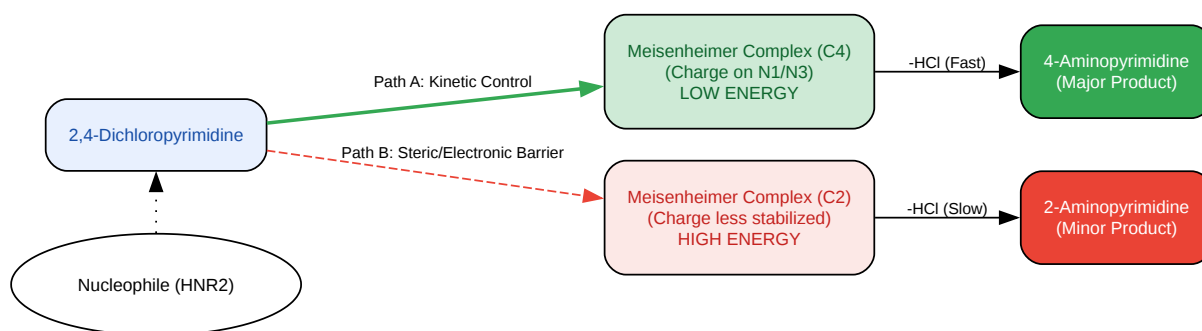 Meisenheimer Complex (C4)
(Charge on N1/N3)
LOW ENERGY
-HCl (Fast)
4-Aminopyrimidine
(Major Product)
Path A: Kinetic Control
2,4-Dichloropyrimidine
Path B: Steric/Electronic Barrier
Meisenheimer Complex (C2)
(Charge less stabilized)
HIGH ENERGY
-HCl (Slow)
2-Aminopyrimidine
(Minor Product)
Nucleophile (HNR2)